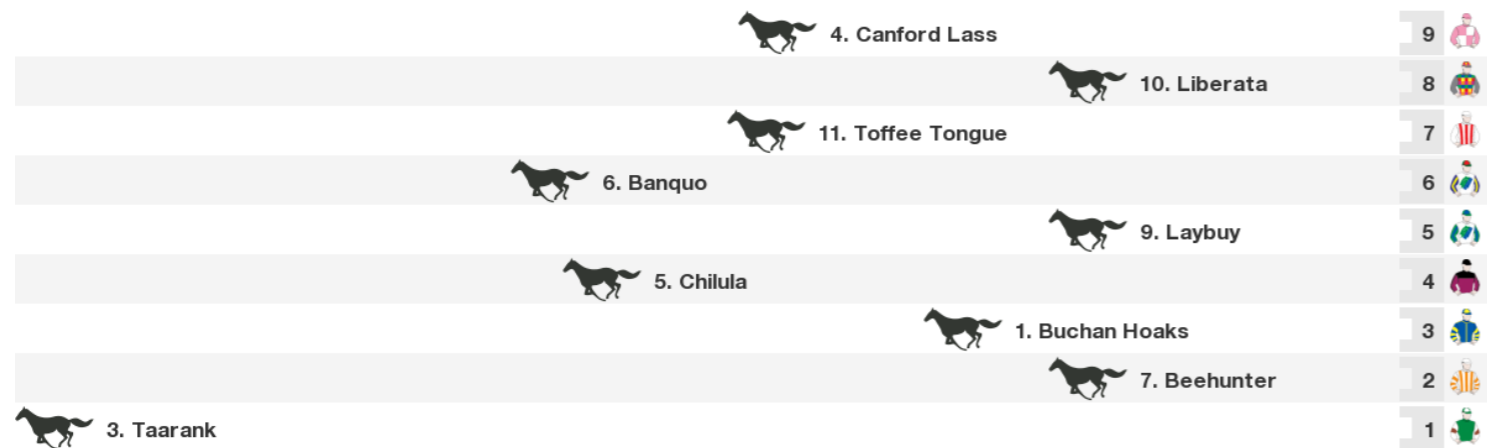 4. Canford Lass 9
10. Liberata 8
11. Toffee Tongue 7
6. Banquo 6
9. Laybuy 5
5. Chilula 4
1. Buchan Hoaks 3
7. Beehunter 2
3. Taarank 1